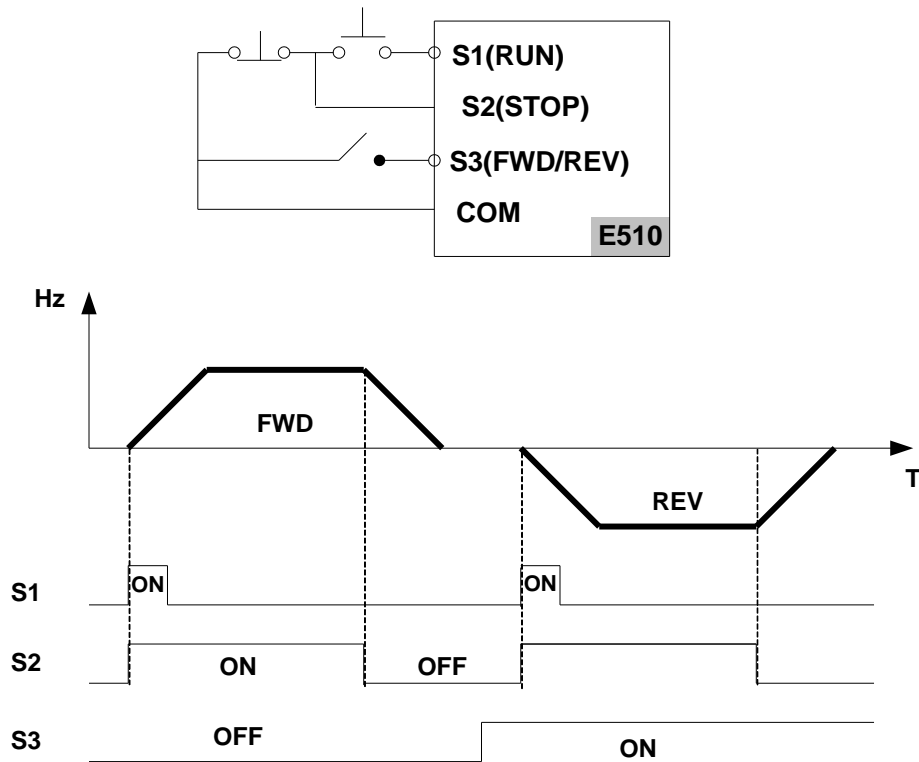 S1(RUN)
S2(STOP)
S3(FWD/REV)
COM
E510
Hz
FWD
T
REV
S1
ON
ON
S2
ON
OFF
S3
OFF
ON